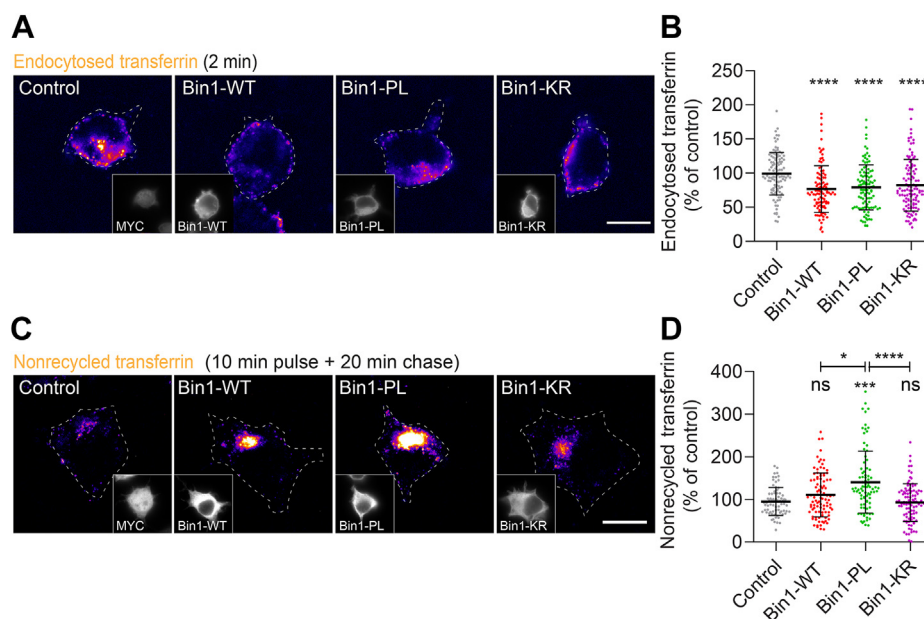 A
Endocytosed transferrin (2 min)
Control
Bin1-WT
Bin1-PL
Bin1-KR
MYC
Bin1-WT
Bin1-PL
Bin1-KR
B
Endocytosed transferrin
(% of control)
250
200
150
100
50
0
**** **** ****
Control
Bin1-WT
Bin1-PL
Bin1-KR
C
Nonrecycled transferrin (10 min pulse + 20 min chase)
Control
Bin1-WT
Bin1-PL
Bin1-KR
MYC
Bin1-WT
Bin1-PL
Bin1-KR
D
Nonrecycled transferrin
(% of control)
400
300
200
100
0
* ****
ns *** ns
Control
Bin1-WT
Bin1-PL
Bin1-KR